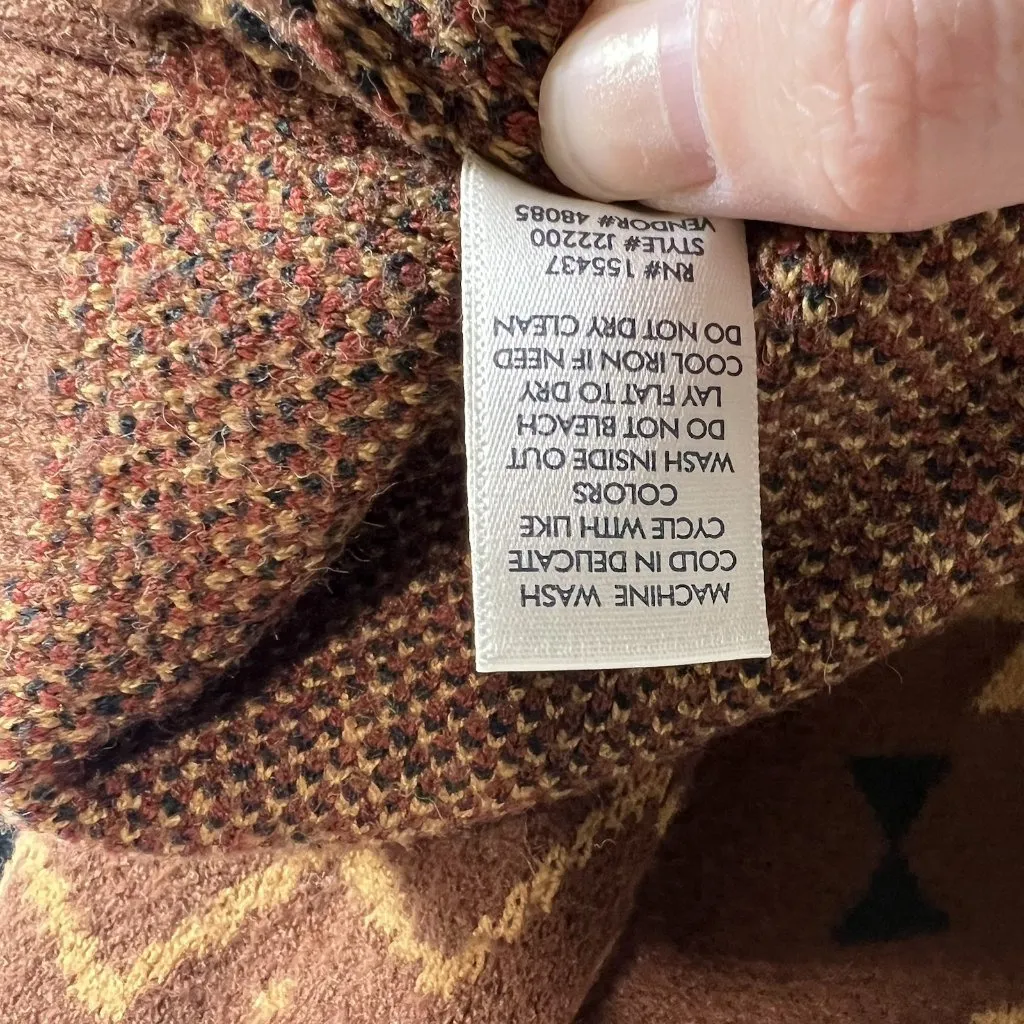 MACHINE WASH
COLD IN DELICATE
CYCLE WITH LIKE
COLORS
WASH INSIDE OUT
DO NOT BLEACH
LAY FLAT TO DRY
COOL IRON IF NEED
DO NOT DRY CLEAN
RN# 155437
STYLE# J22200
VENDOR# 48085